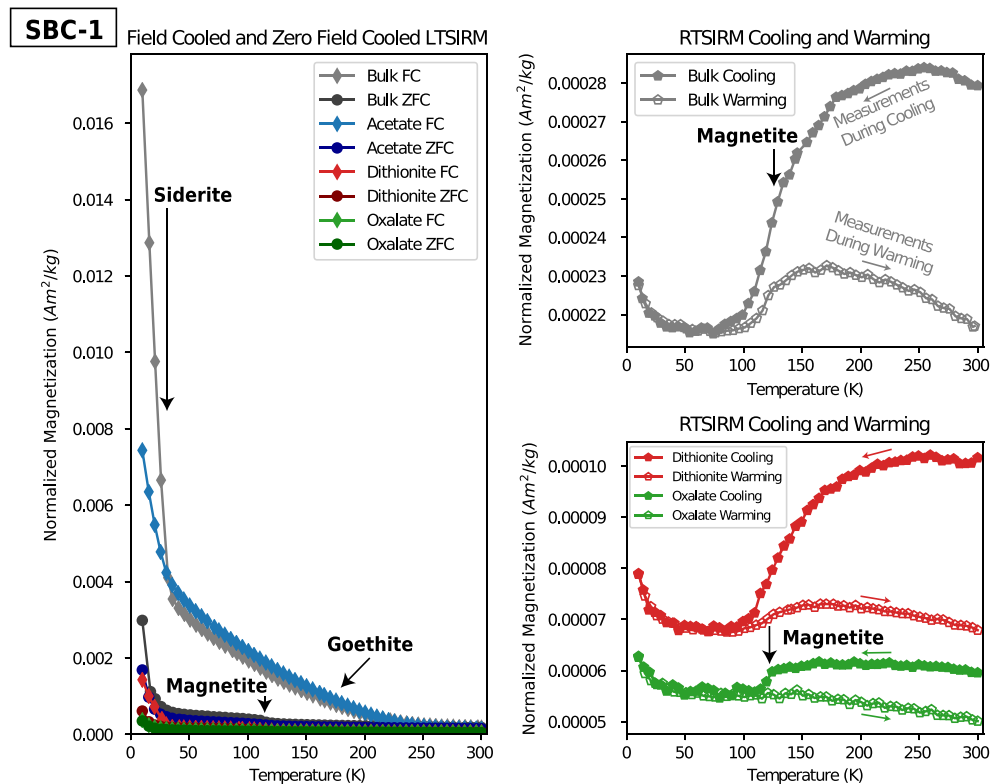 SBC-1
Field Cooled and Zero Field Cooled LTSIRM
Normalized Magnetization (Am²/kg)
0.016
0.014
0.012
0.010
0.008
0.006
0.004
0.002
0.000
Bulk FC
Bulk ZFC
Acetate FC
Acetate ZFC
Dithionite FC
Dithionite ZFC
Oxalate FC
Oxalate ZFC
Siderite
Goethite
Magnetite
0
50
100
150
200
250
300
Temperature (K)
RTSIRM Cooling and Warming
Normalized Magnetization (Am²/kg)
0.00028
0.00027
0.00026
0.00025
0.00024
0.00023
0.00022
Bulk Cooling
Bulk Warming
Measurements
During Cooling
Magnetite
Measurements
During Warming
0
50
100
150
200
250
300
Temperature (K)
RTSIRM Cooling and Warming
Normalized Magnetization (Am²/kg)
0.00010
0.00009
0.00008
0.00007
0.00006
0.00005
Dithionite Cooling
Dithionite Warming
Oxalate Cooling
Oxalate Warming
Magnetite
0
50
100
150
200
250
300
Temperature (K)